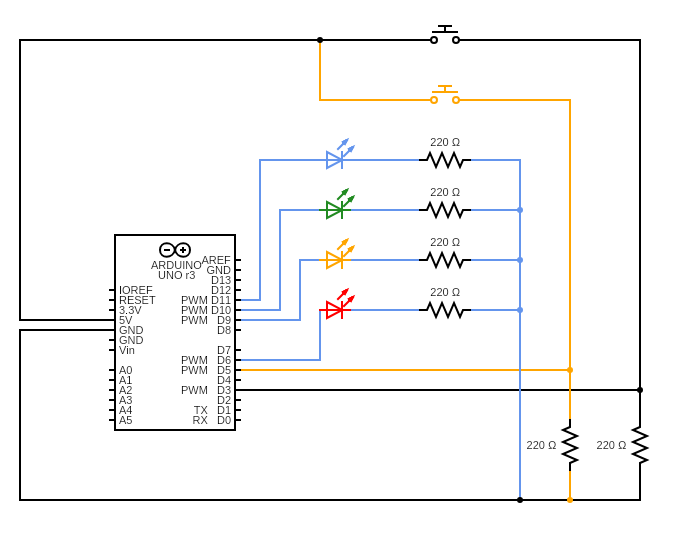 220 Ω
220 Ω
220 Ω
220 Ω
ARDUINO
UNO r3
AREF
GND
D13
IOREF D12
RESET PWM D11
3.3V PWM D10
5V PWM D9
GND D8
GND
Vin D7
PWM D6
A0 PWM D5
A1 D4
A2 PWM D3
A3 D2
A4 TX D1
A5 RX D0
220 Ω 220 Ω